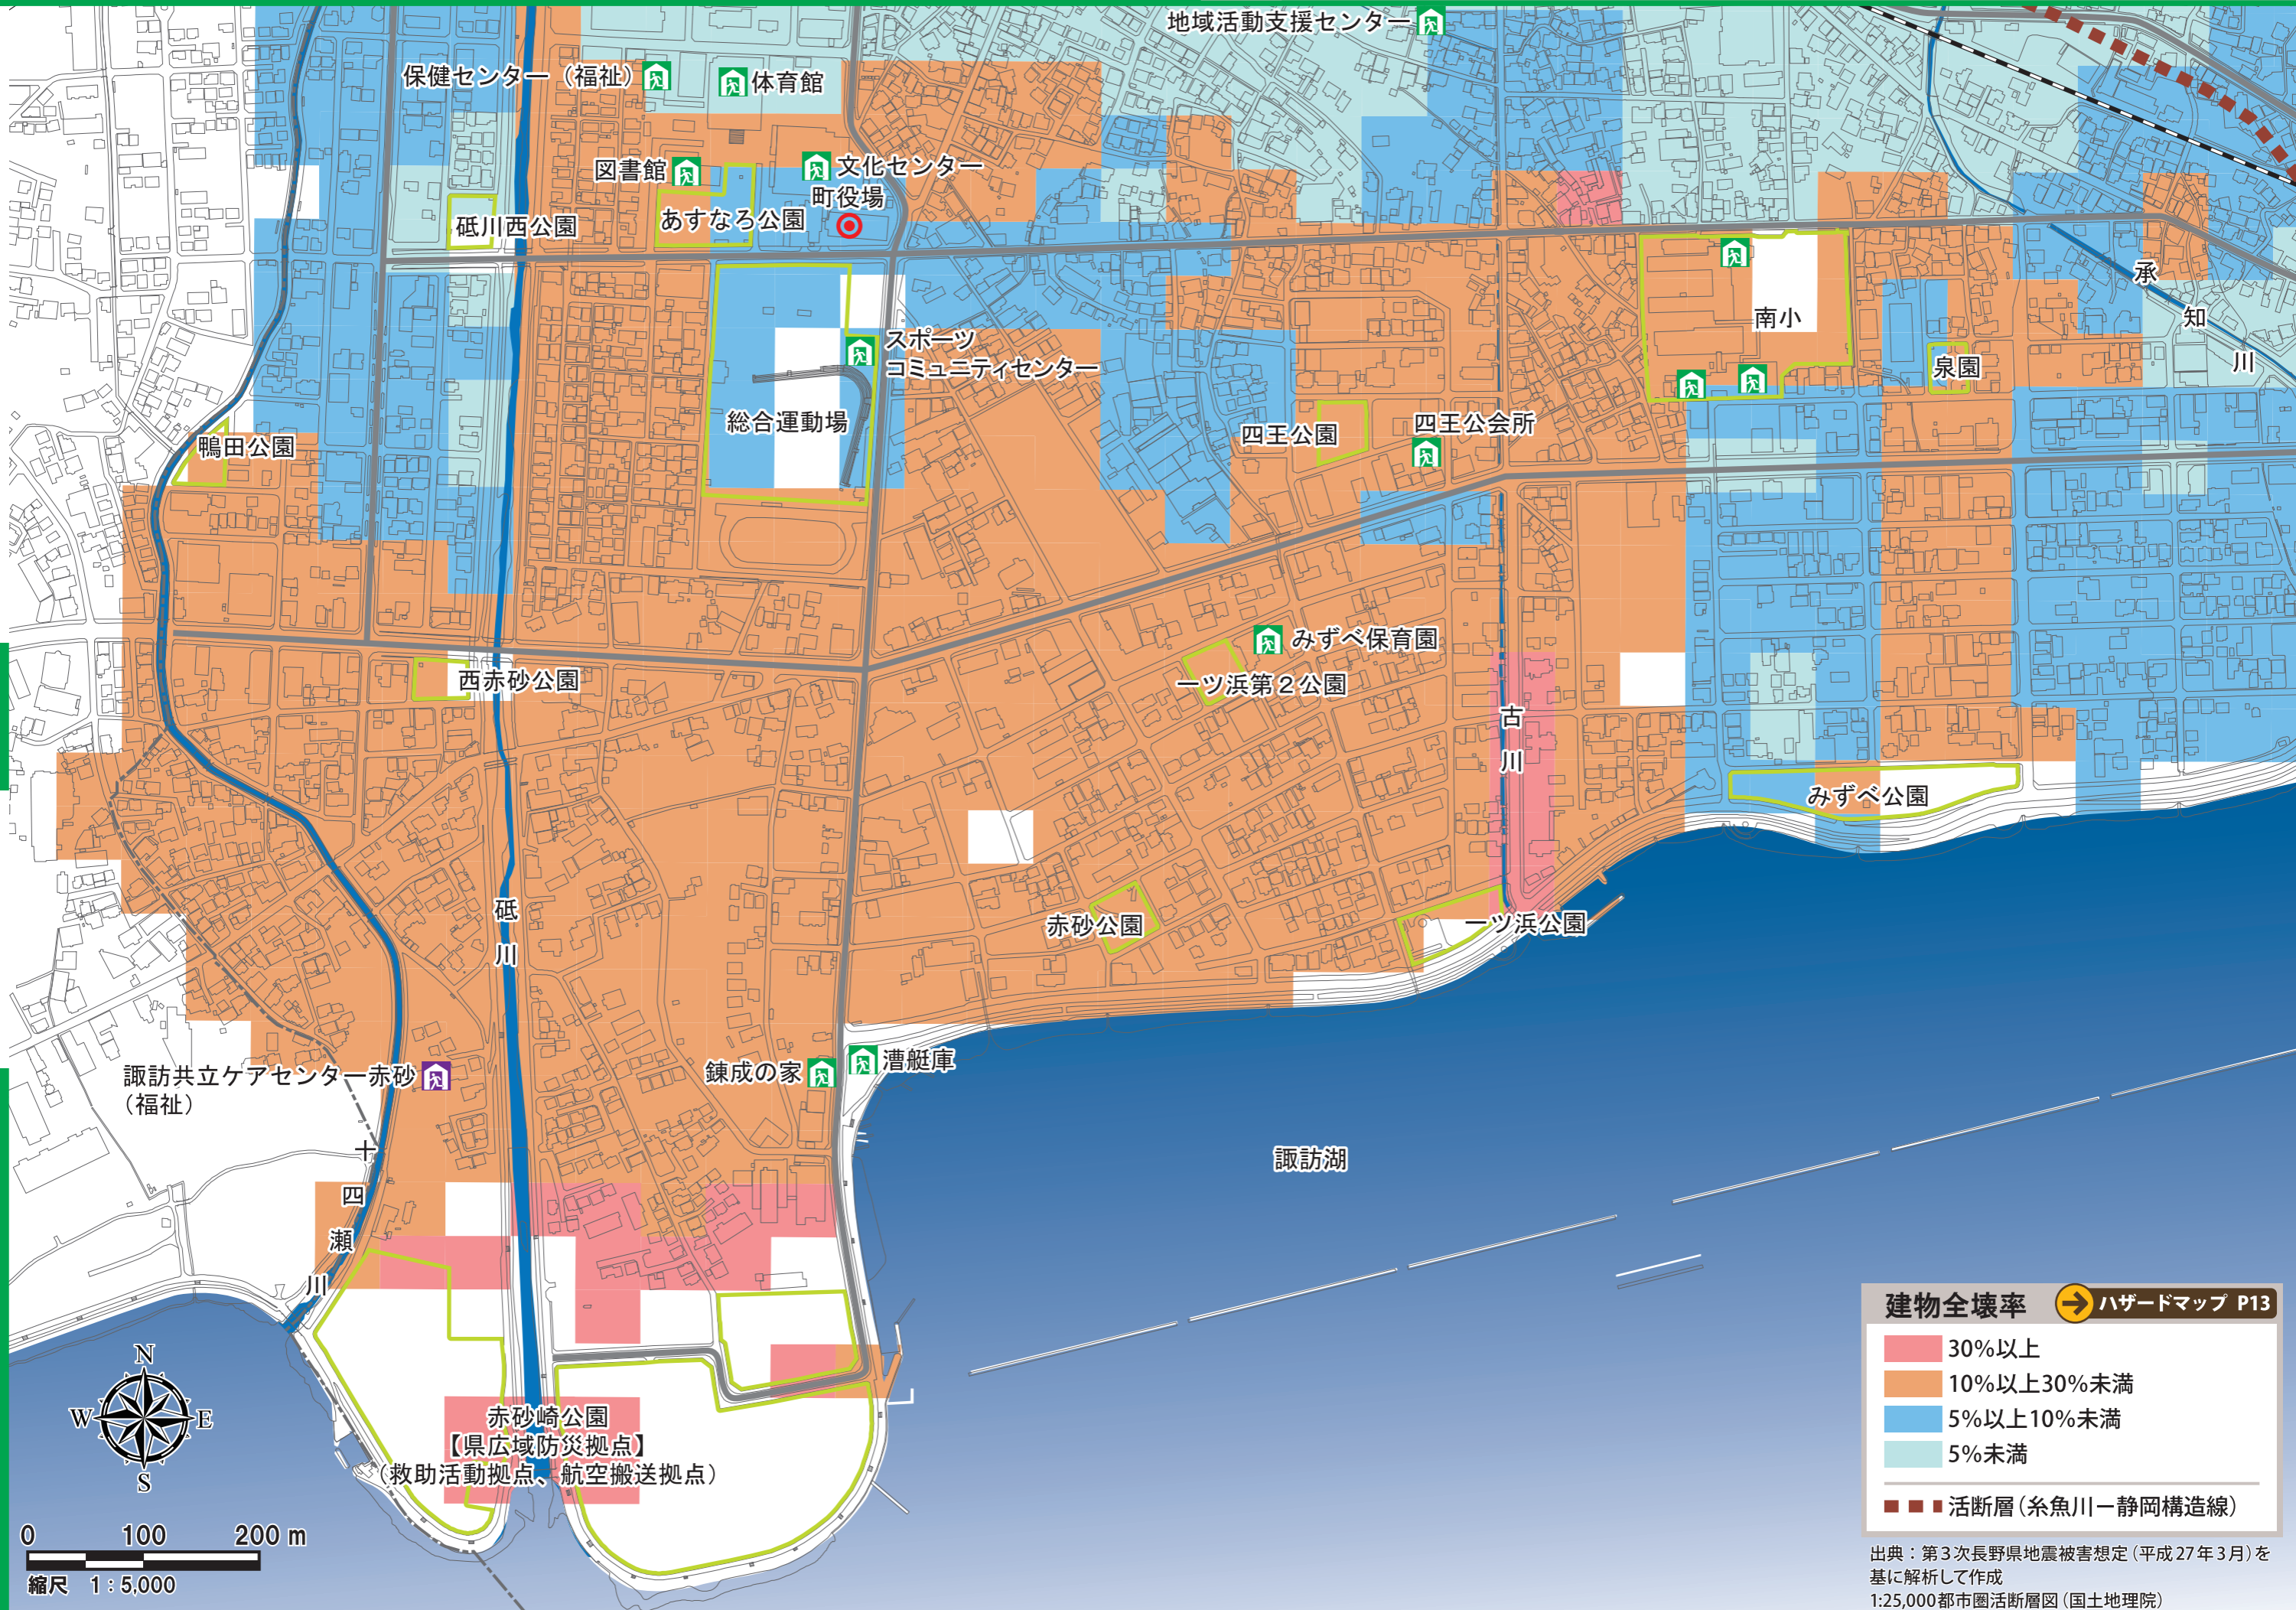 地域活動支援センター
保健センター（福祉）
体育館
図書館
文化センター
町役場
あすなろ公園
砥川西公園
承
知
川
南小
スポーツ
コミュニティセンター
泉園
総合運動場
四王公会所
四王公園
鴨田公園
みずべ保育園
西赤砂公園
一ツ浜第２公園
古
川
みずべ公園
砥
川
赤砂公園
一ツ浜公園
諏訪共立ケアセンター赤砂
（福祉）
錬成の家
漕艇庫
諏訪湖
十
四
瀬
川
赤砂崎公園
【県広域防災拠点】
（救助活動拠点、航空搬送拠点）
N
W
E
S
0 100 200 m
縮尺 1：5,000
建物全壊率 ハザードマップ P13
30%以上
10%以上30%未満
5%以上10%未満
5%未満
活断層（糸魚川ー静岡構造線）
出典：第３次長野県地震被害想定（平成27年３月）を
基に解析して作成
1:25,000都市圏活断層図（国土地理院）